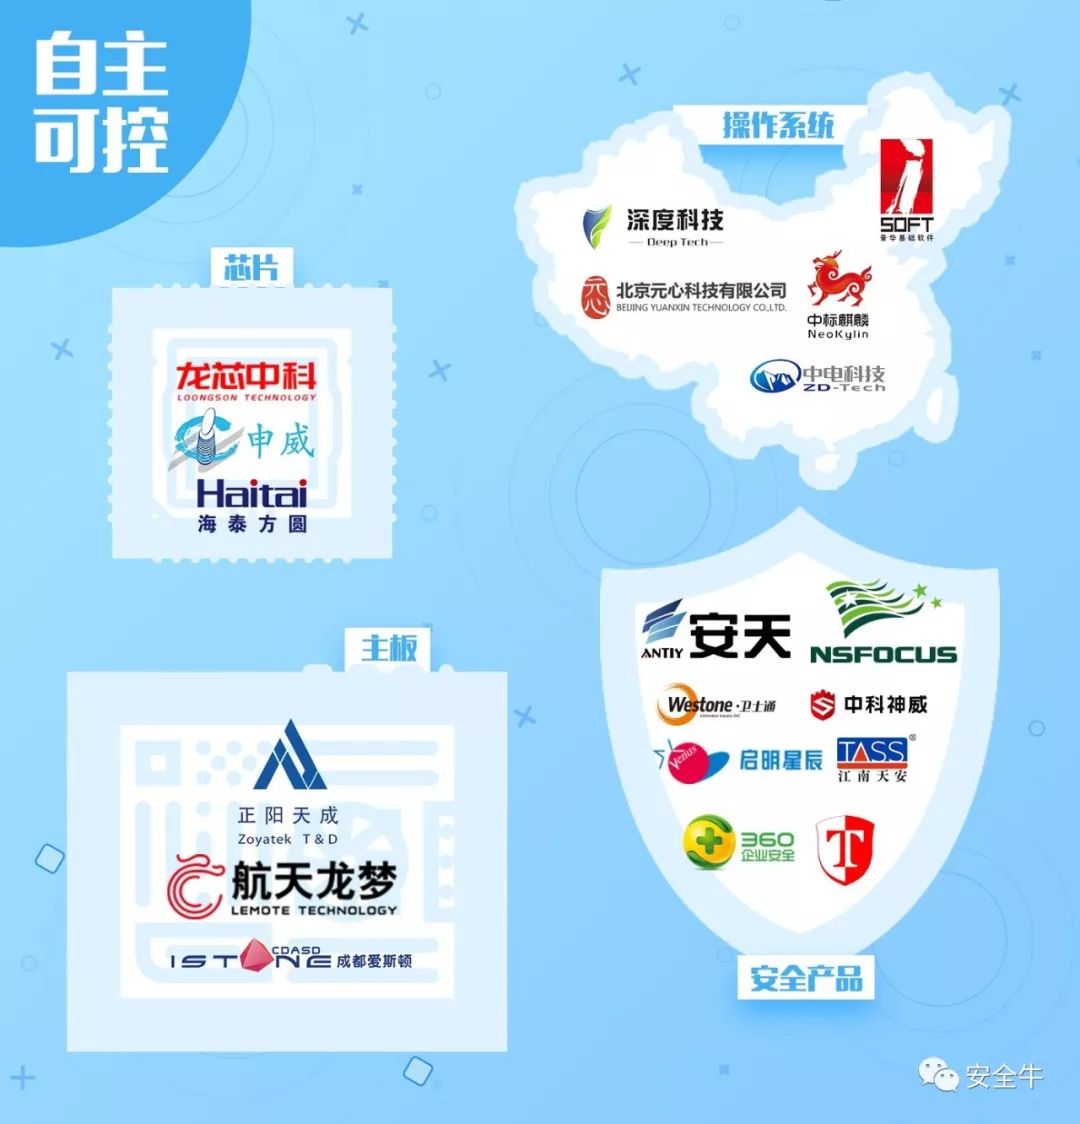 自主
可控
操作系统
SOFT
普华基础软件
深度科技
Deep Tech
元心
北京元心科技有限公司
BEIJING YUANXIN TECHNOLOGY CO.,LTD.
中标麒麟
NeoKylin
中电科技
ZD-Tech
芯片
龙芯中科
LOONGSON TECHNOLOGY
申威
Haitai
海泰方圆
主板
正阳天成
Zoyatek T & D
航天龙梦
LEMOTE TECHNOLOGY
CDASD
ISTONE 成都爱斯顿
ANTIY 安天
NSFOCUS
Westone·卫士通
中科神威
Venus 启明星辰
TASS®
江南天安
360
企业安全
T
安全产品
安全牛